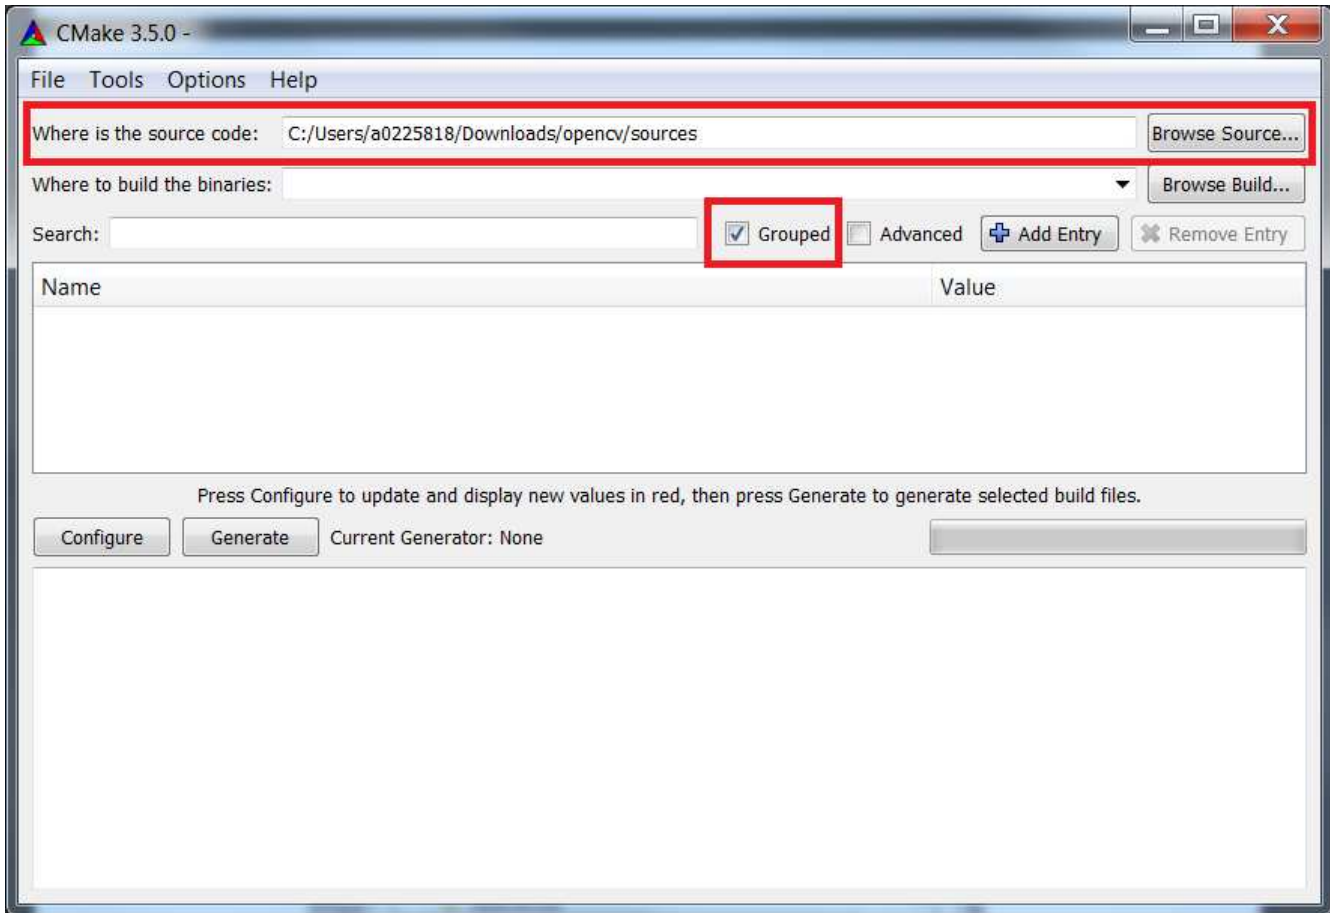 CMake 3.5.0 -
File Tools Options Help
Where is the source code: C:/Users/a0225818/Downloads/opencv/sources Browse Source...
Where to build the binaries: Browse Build...
Search: Grouped Advanced Add Entry Remove Entry
Name Value
Press Configure to update and display new values in red, then press Generate to generate selected build files.
Configure Generate Current Generator: None